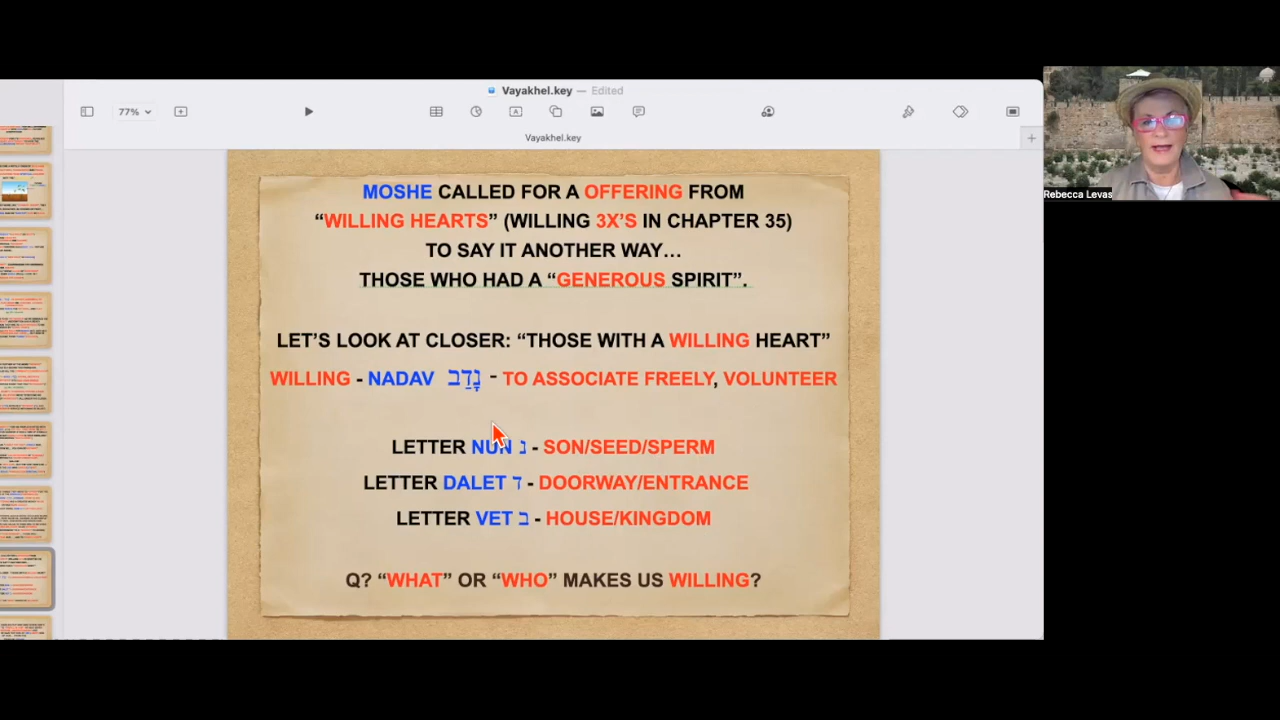 Vayakhel.key — Edited
77%
Vayakhel.key
Rebecca Levas
MOSHE CALLED FOR A OFFERING FROM
“WILLING HEARTS” (WILLING 3X’S IN CHAPTER 35)
TO SAY IT ANOTHER WAY…
THOSE WHO HAD A “GENEROUS SPIRIT”.
LET’S LOOK AT CLOSER: “THOSE WITH A WILLING HEART”
WILLING - NADAV נָדַב - TO ASSOCIATE FREELY, VOLUNTEER
LETTER NUN נ - SON/SEED/SPERM
LETTER DALET ד - DOORWAY/ENTRANCE
LETTER VET ב - HOUSE/KINGDOM
Q? “WHAT” OR “WHO” MAKES US WILLING?